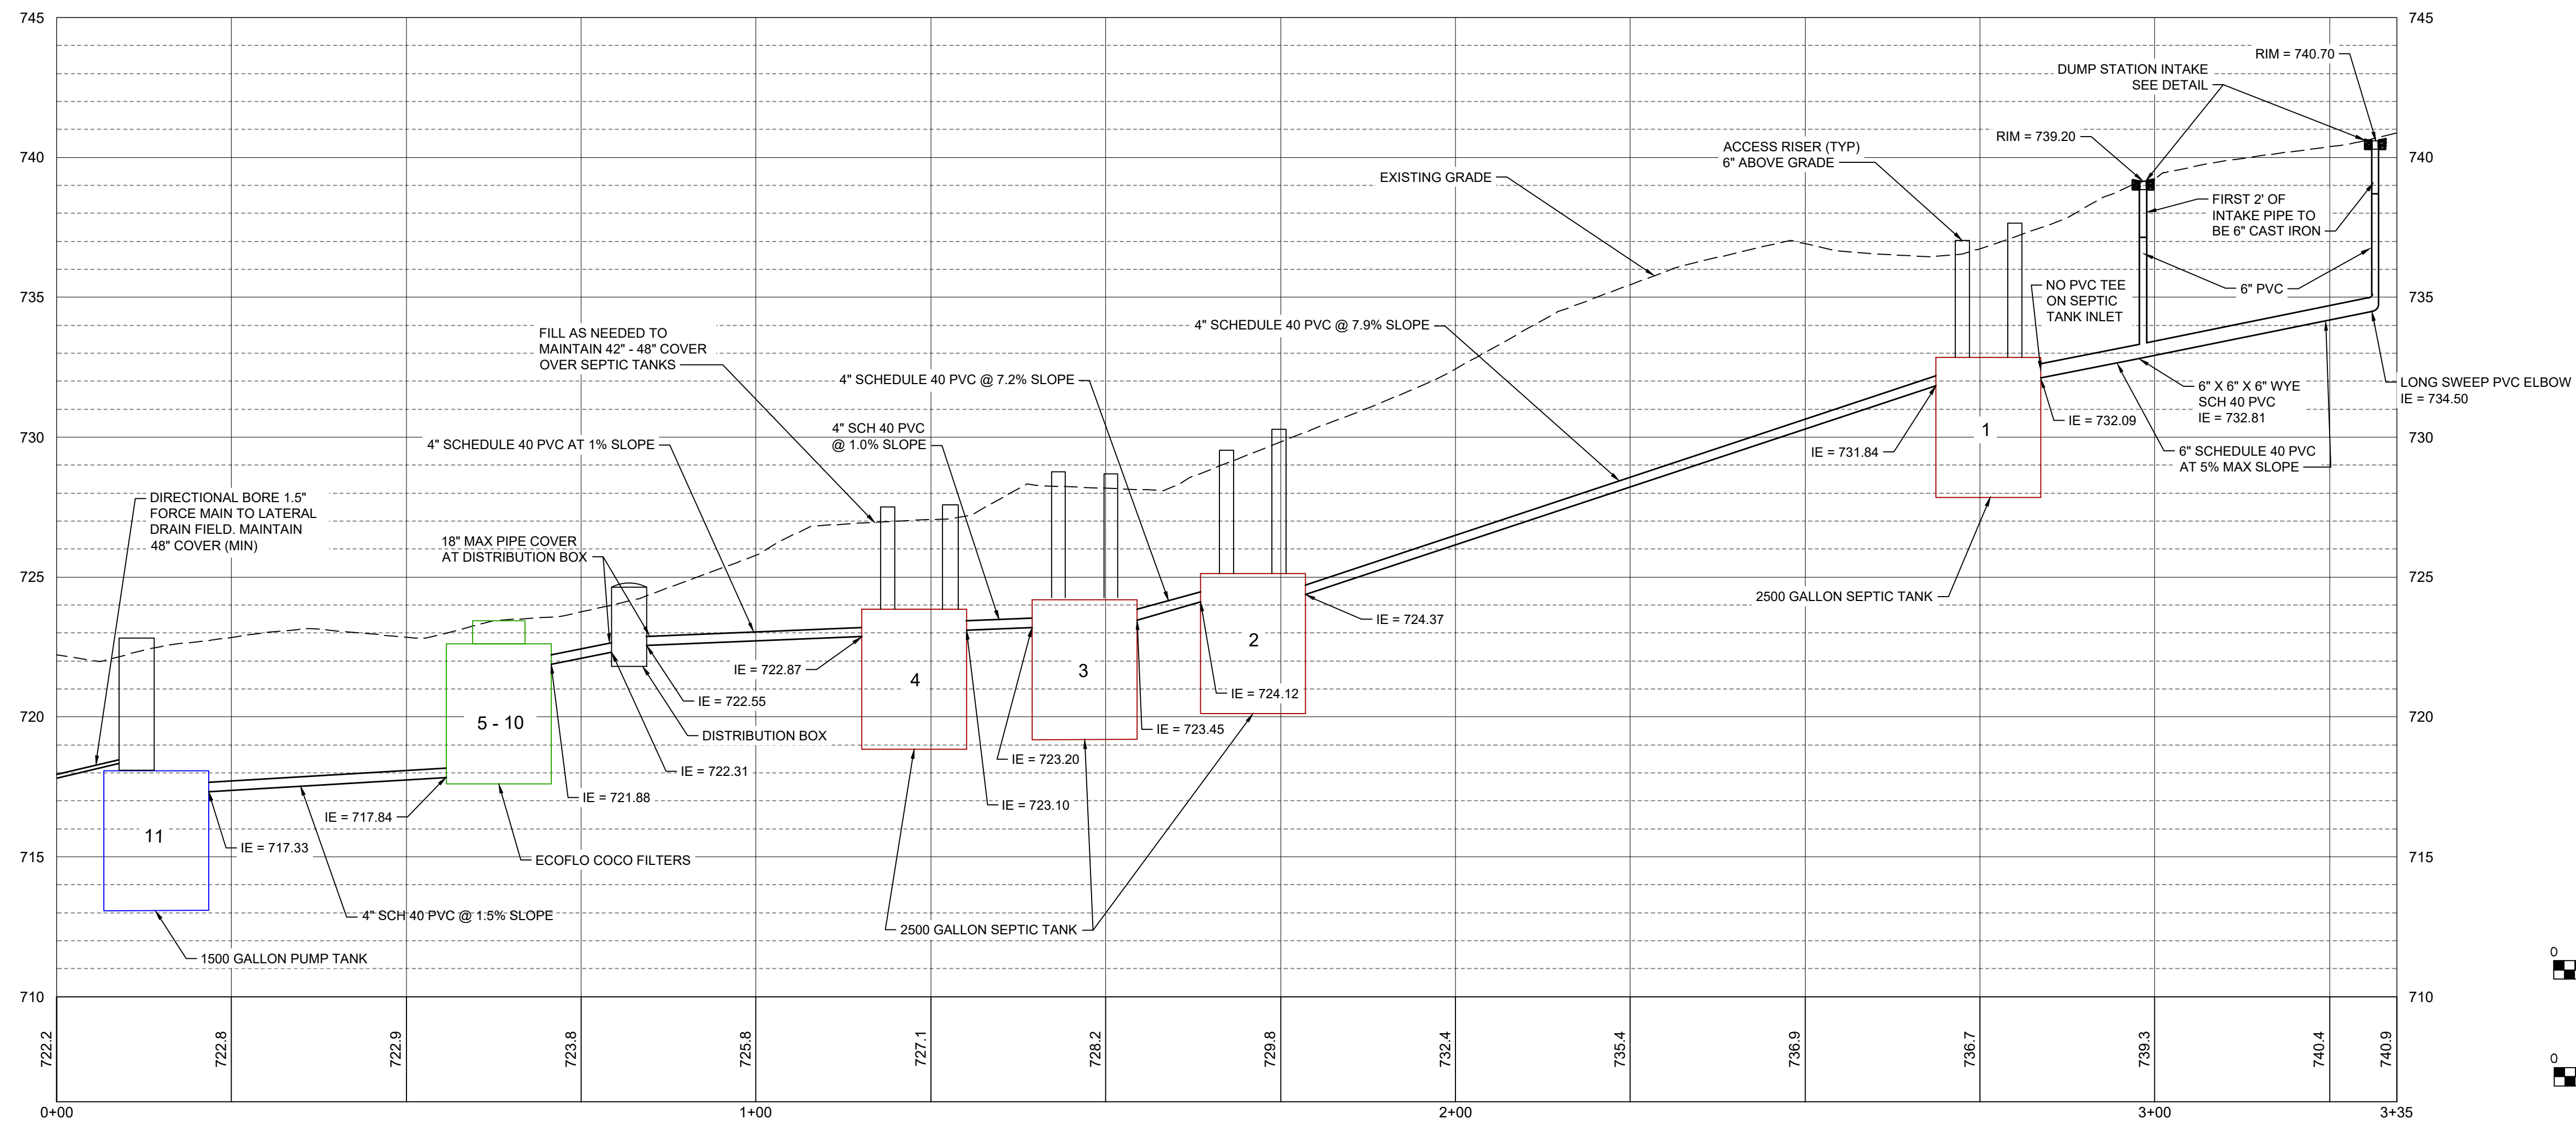 745
745
RIM = 740.70
DUMP STATION INTAKE
SEE DETAIL
RIM = 739.20
ACCESS RISER (TYP)
6" ABOVE GRADE
740
740
EXISTING GRADE
FIRST 2' OF
INTAKE PIPE TO
BE 6" CAST IRON
735
735
NO PVC TEE
ON SEPTIC
TANK INLET
6" PVC
FILL AS NEEDED TO
MAINTAIN 42" - 48" COVER
OVER SEPTIC TANKS
4" SCHEDULE 40 PVC @ 7.9% SLOPE
4" SCHEDULE 40 PVC @ 7.2% SLOPE
6" X 6" X 6" WYE
SCH 40 PVC
IE = 732.81
LONG SWEEP PVC ELBOW
IE = 734.50
4" SCH 40 PVC
@ 1.0% SLOPE
4" SCHEDULE 40 PVC AT 1% SLOPE
IE = 732.09
730
730
1
IE = 731.84
6" SCHEDULE 40 PVC
AT 5% MAX SLOPE
DIRECTIONAL BORE 1.5"
FORCE MAIN TO LATERAL
DRAIN FIELD. MAINTAIN
48" COVER (MIN)
18" MAX PIPE COVER
AT DISTRIBUTION BOX
725
725
2500 GALLON SEPTIC TANK
IE = 724.37
2
3
4
IE = 722.87
IE = 724.12
IE = 722.55
720
720
5 - 10
IE = 723.45
DISTRIBUTION BOX
IE = 723.20
IE = 722.31
IE = 721.88
IE = 723.10
IE = 717.84
11
IE = 717.33
715
715
ECOFLO COCO FILTERS
4" SCH 40 PVC @ 1.5% SLOPE
2500 GALLON SEPTIC TANK
1500 GALLON PUMP TANK
0
710
710
722.2
722.8
722.9
723.8
725.8
727.1
728.2
729.8
732.4
735.4
736.9
736.7
739.3
740.4
740.9
0
0+00
1+00
2+00
3+00
3+35